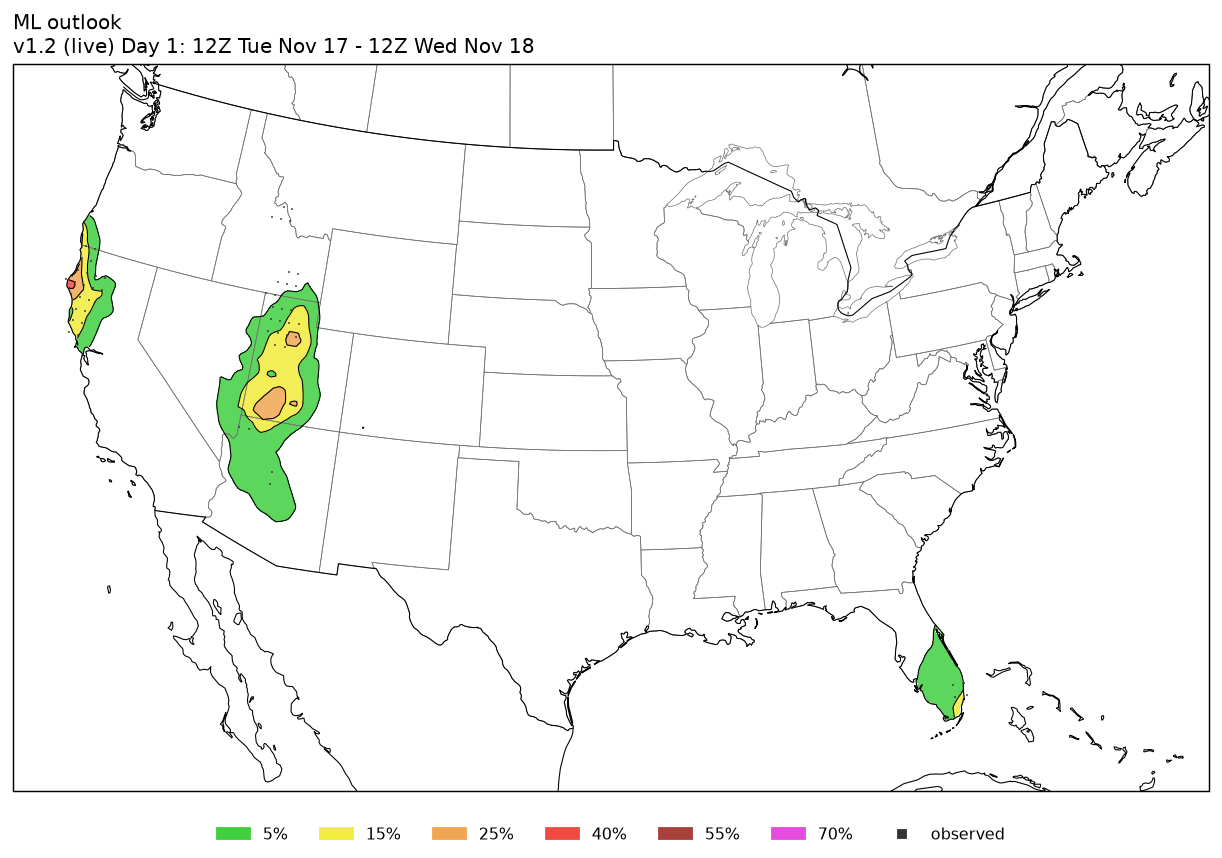 ML outlook
v1.2 (live) Day 1: 12Z Tue Nov 17 - 12Z Wed Nov 18
5% 15% 25% 40% 55% 70% observed